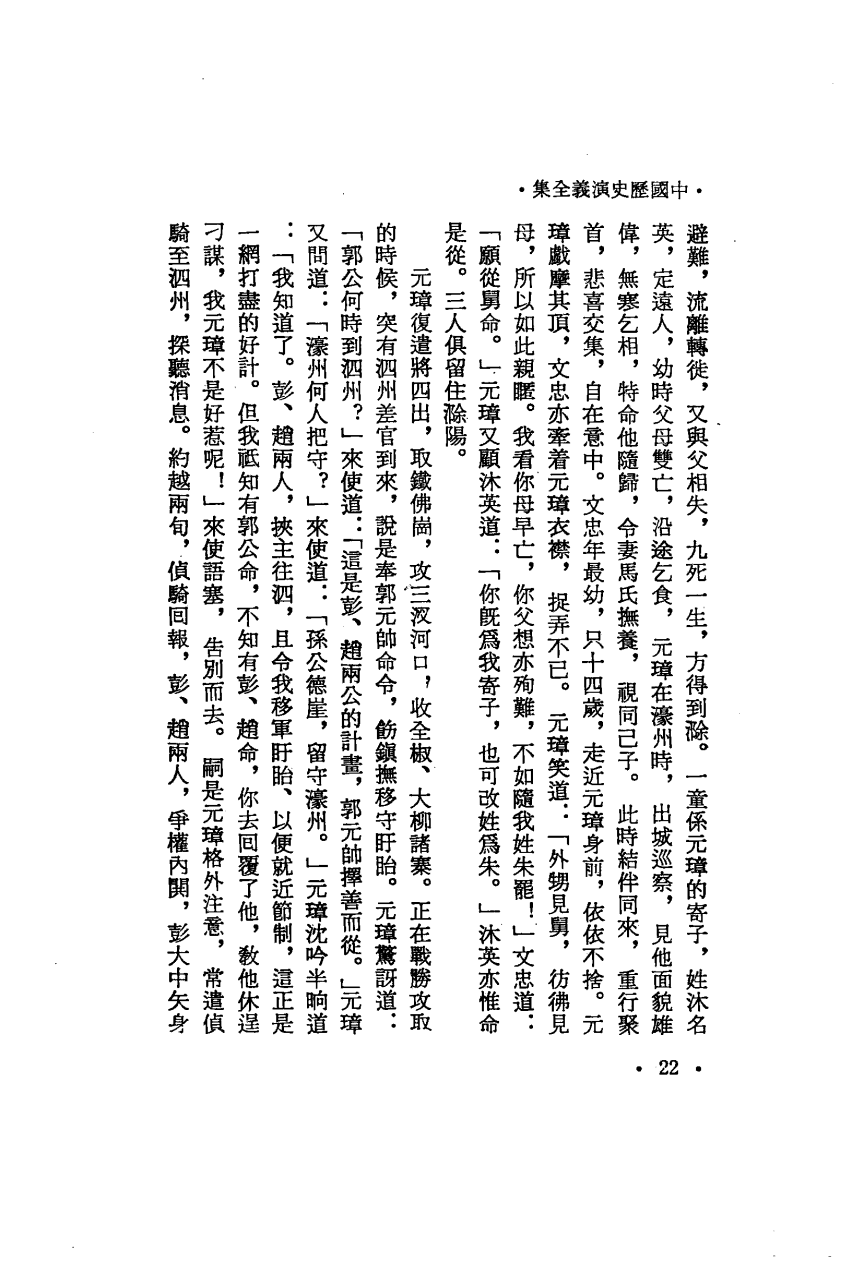 ·中國歷史演義全集·
避難，流離轉徙，又與父相失，九死一生，方得到滁。一童係元璋的寄子，姓沐名
英，定遠人，幼時父母雙亡，沿途乞食，元璋在濠州時，出城巡察，見他面貌雄
偉，無寒乞相，特命他隨歸，令妻馬氏撫養，視同己子。此時結伴同來，重行聚
首，悲喜交集，自在意中。文忠年最幼，只十四歲，走近元璋身前，依依不捨。元
璋戲摩其頂，文忠亦牽着元璋衣襟，捉弄不已。元璋笑道：「外甥見舅，彷彿見
母，所以如此親暱。我看你母早亡，你父想亦殉難，不如隨我姓朱罷！」文忠道：
「願從舅命。」元璋又顧沐英道：「你既爲我寄子，也可改姓爲朱。」沐英亦惟命
是從。三人俱留住滁陽。
元璋復遣將四出，取鐵佛崗，攻三汊河口，收全椒、大柳諸寨。正在戰勝攻取
的時候，突有泗州差官到來，說是奉郭元帥命令，飭鎭撫移守盱眙。元璋驚訝道：
「郭公何時到泗州？」來使道：「這是彭、趙兩公的計畫，郭元帥擇善而從。」元璋
又問道：「濠州何人把守？」來使道：「孫公德崖，留守濠州。」元璋沈吟半晌道
：「我知道了。彭、趙兩人，挾主往泗，且令我移軍盱眙、以便就近節制，這正是
一網打盡的好計。但我祗知有郭公命，不知有彭、趙命，你去回覆了他，敎他休逞
刁謀，我元璋不是好惹呢！」來使語塞，告別而去。嗣是元璋格外注意，常遣偵
騎至泗州，探聽消息。約越兩旬，偵騎回報，彭、趙兩人，爭權內鬨，彭大中矢身
·22·